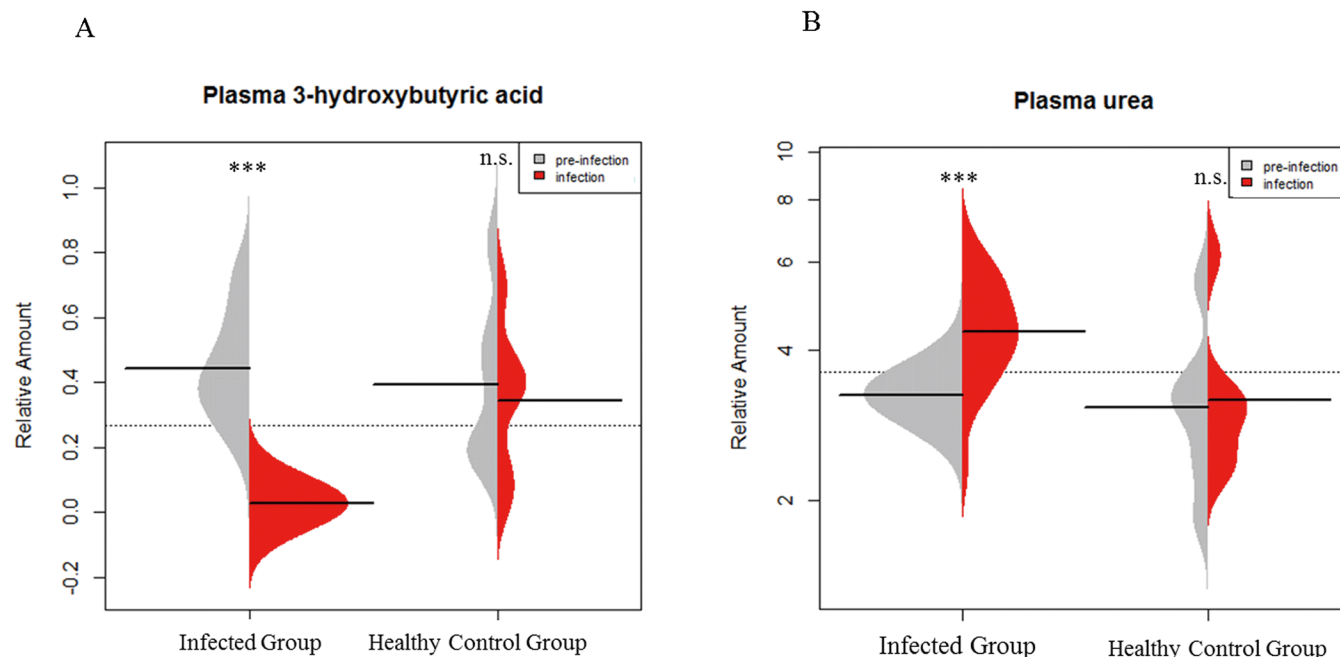 A
Plasma 3-hydroxybutyric acid
***
n.s.
pre-infection
infection
Relative Amount
1.0
0.8
0.6
0.4
0.2
0.0
-0.2
Infected Group
Healthy Control Group
B
Plasma urea
***
n.s.
pre-infection
infection
Relative Amount
10
8
6
4
2
Infected Group
Healthy Control Group